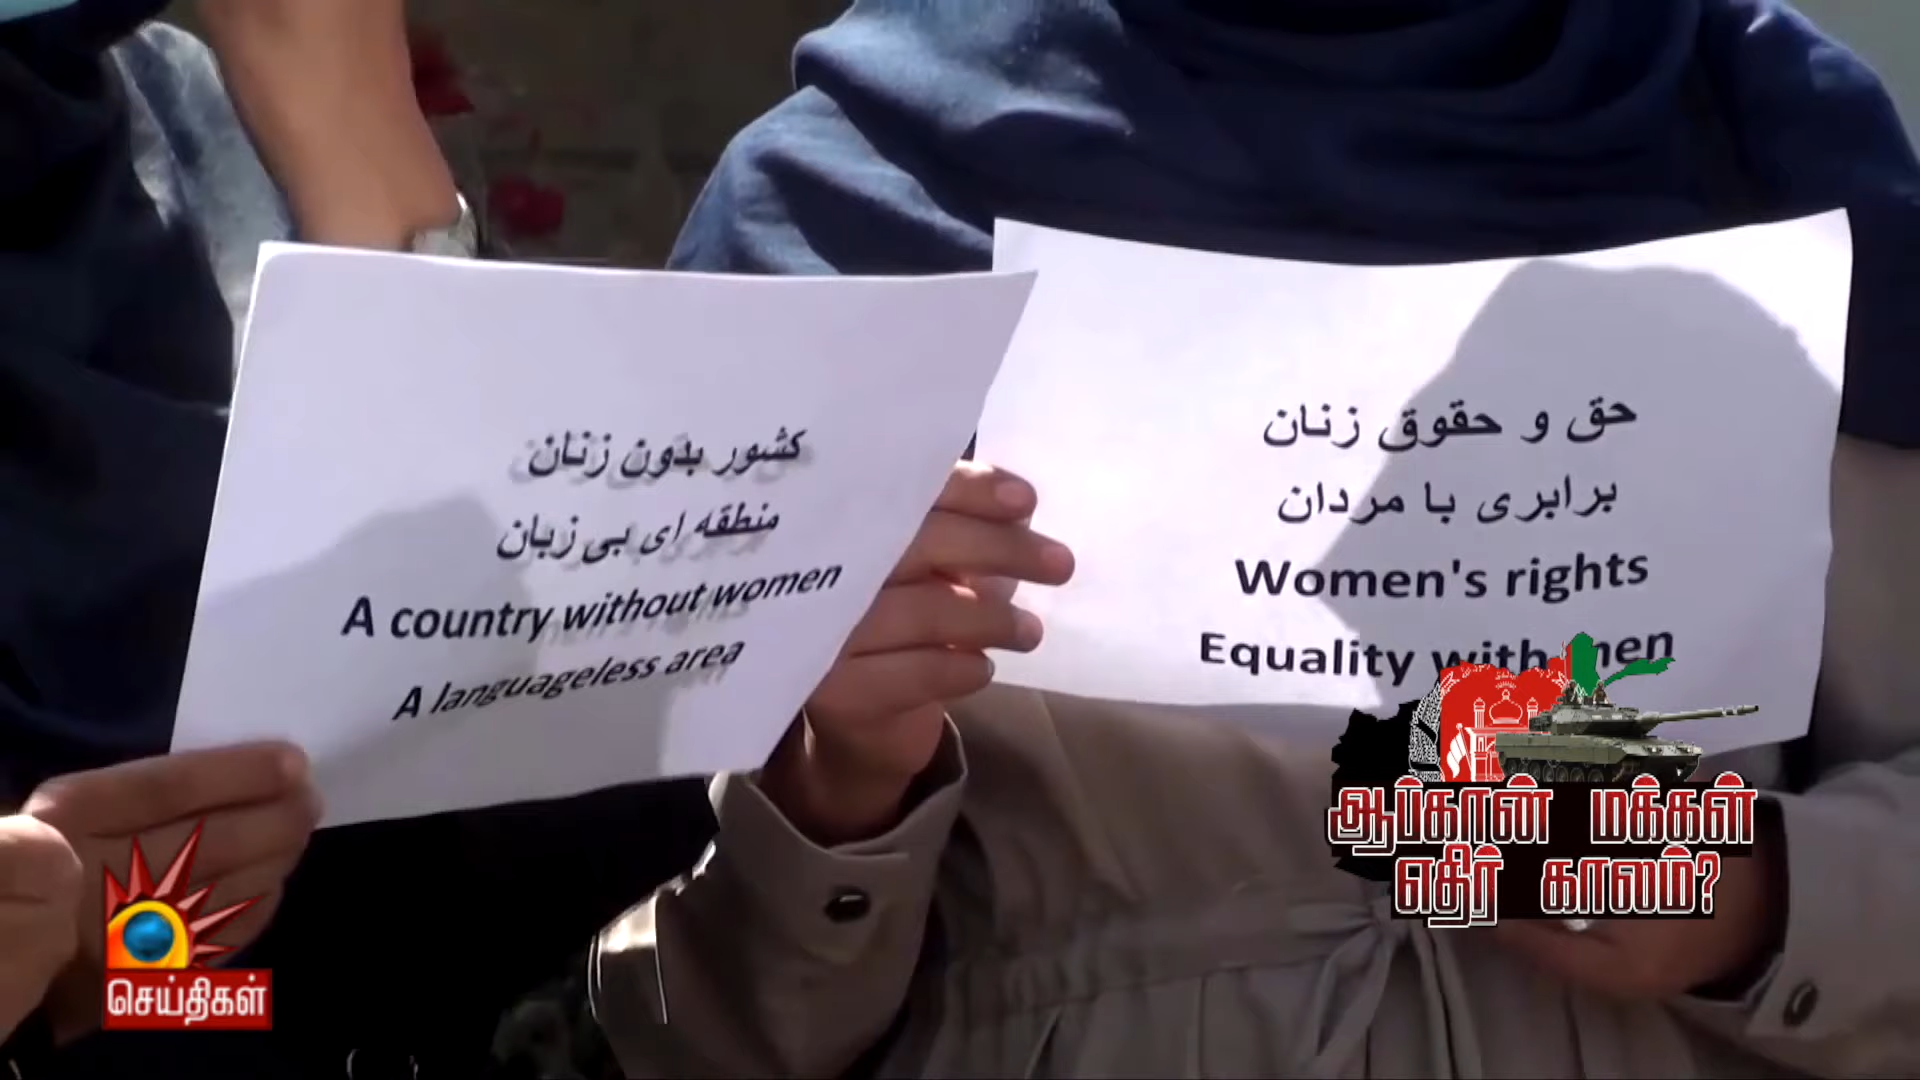 کشور بدون زنان
منطقه ای بی زبان
A country without women
A languageless area
حق و حقوق زنان
برابری با مردان
Women's rights
Equality with men
ஆப்கான் மக்கள்
எதிர் காலம்?
செய்திகள்